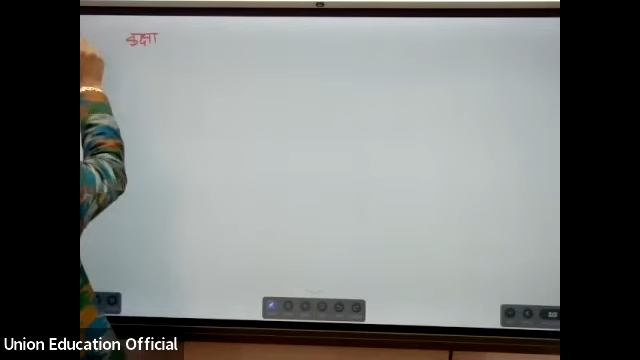 कक्षा
Union Education Official